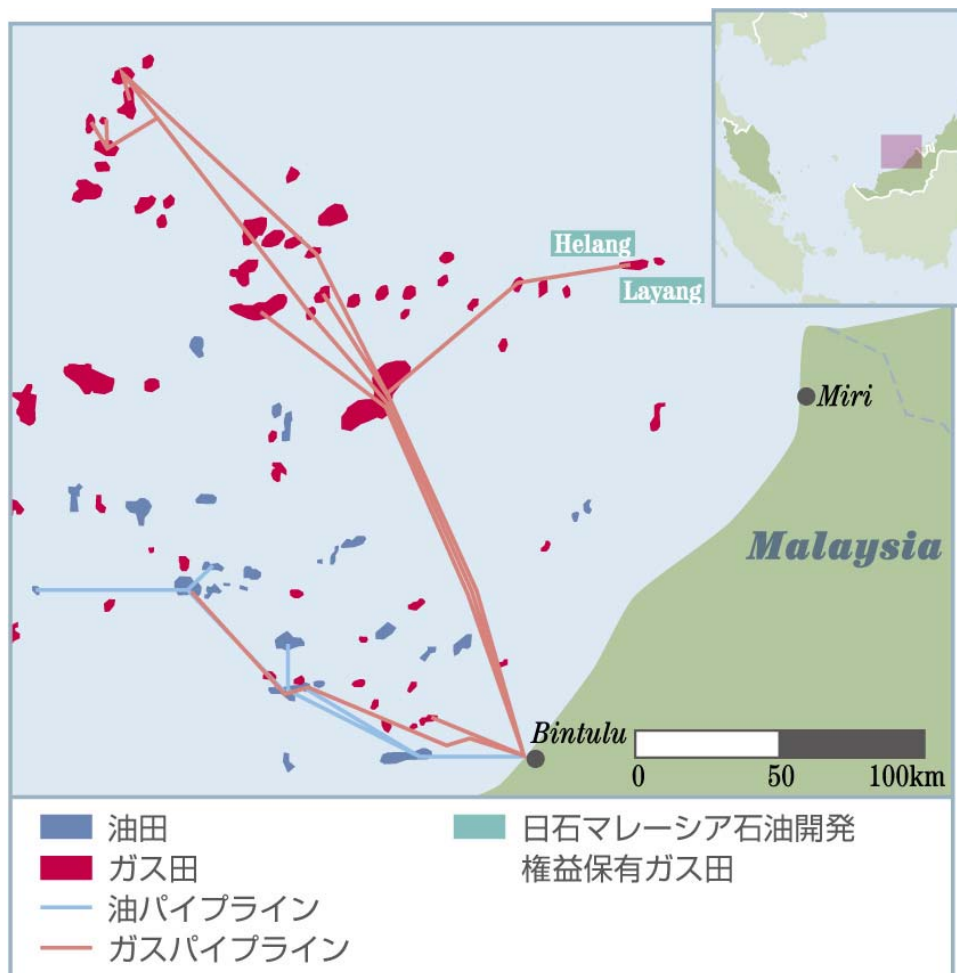 Helang
Layang
Miri
Malaysia
Bintulu
0 50 100km
油田
ガス田
油パイプライン
ガスパイプライン
日石マレーシア石油開発
権益保有ガス田